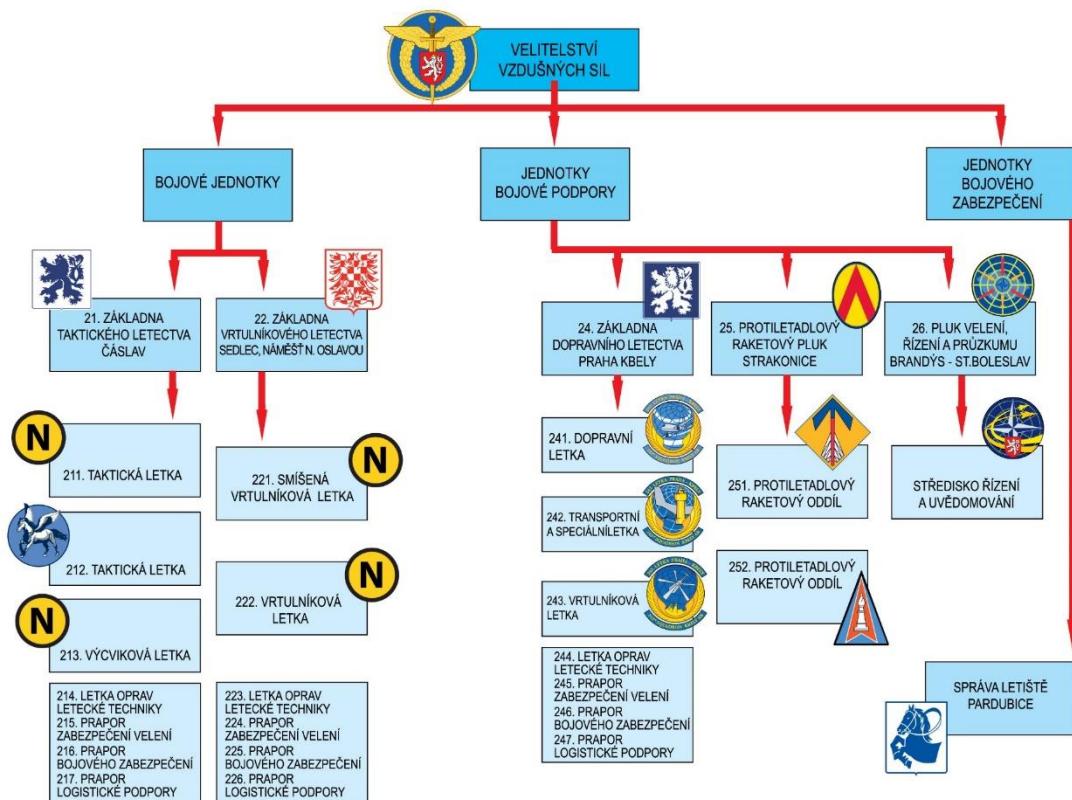 VELITELSTVÍ
VZDUŠNÝCH SIL
BOJOVÉ JEDNOTKY
JEDNOTKY
BOJOVÉ PODPORY
JEDNOTKY
BOJOVÉHO
ZABEZPEČENÍ
21. ZÁKLADNA
TAKTICKÉHO LETECTVA
ČÁSLAV
22. ZÁKLADNA
VRTULNÍKOVÉHO LETECTVA
SEDLEC, NÁMĚŠŤ N. OSLAVOU
24. ZÁKLADNA
DOPRAVNÍHO LETECTVA
PRAHA KBELY
25. PROTILETADLOVÝ
RAKETOVÝ PLUK
STRAKONICE
26. PLUK VELENÍ,
ŘÍZENÍ A PRŮZKUMU
BRANDÝS - ST.BOLESLAV
N
211. TAKTICKÁ LETKA
212. TAKTICKÁ LETKA
N
213. VÝCVIKOVÁ LETKA
214. LETKA OPRAV
LETECKÉ TECHNIKY
215. PRAPOR
ZABEZPEČENÍ VELENÍ
216. PRAPOR
BOJOVÉHO ZABEZPEČENÍ
217. PRAPOR
LOGISTICKÉ PODPORY
N
221. SMÍŠENÁ
VRTULNÍKOVÁ LETKA
N
222. VRTULNÍKOVÁ
LETKA
223. LETKA OPRAV
LETECKÉ TECHNIKY
224. PRAPOR
ZABEZPEČENÍ VELENÍ
225. PRAPOR
BOJOVÉHO ZABEZPEČENÍ
226. PRAPOR
LOGISTICKÉ PODPORY
241. DOPRAVNÍ
LETKA
242. TRANSPORTNÍ
A SPECIÁLNÍLETKA
243. VRTULNÍKOVÁ
LETKA
244. LETKA OPRAV
LETECKÉ TECHNIKY
245. PRAPOR
ZABEZPEČENÍ VELENÍ
246. PRAPOR
BOJOVÉHO ZABEZPEČENÍ
247. PRAPOR
LOGISTICKÉ PODPORY
251. PROTILETADLOVÝ
RAKETOVÝ ODDÍL
252. PROTILETADLOVÝ
RAKETOVÝ ODDÍL
STŘEDISKO ŘÍZENÍ
A UVĚDOMOVÁNÍ
SPRÁVA LETIŠTĚ
PARDUBICE